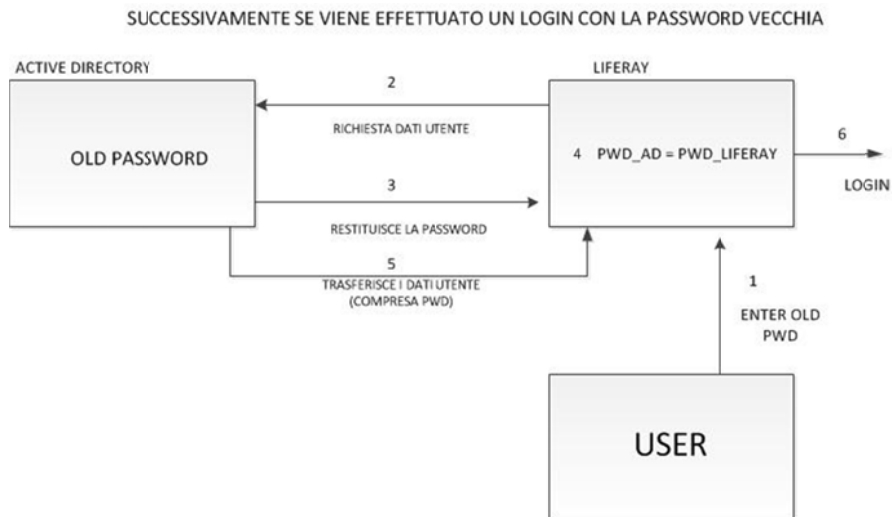 SUCCESSIVAMENTE SE VIENE EFFETTUATO UN LOGIN CON LA PASSWORD VECCHIA
ACTIVE DIRECTORY
LIFERAY
2
RICHIESTA DATI UTENTE
OLD PASSWORD
4 PWD_AD = PWD_LIFERAY
6
LOGIN
3
RESTITUISCE LA PASSWORD
5
TRASFERISCE I DATI UTENTE
(COMPRESA PWD)
1
ENTER OLD
PWD
USER